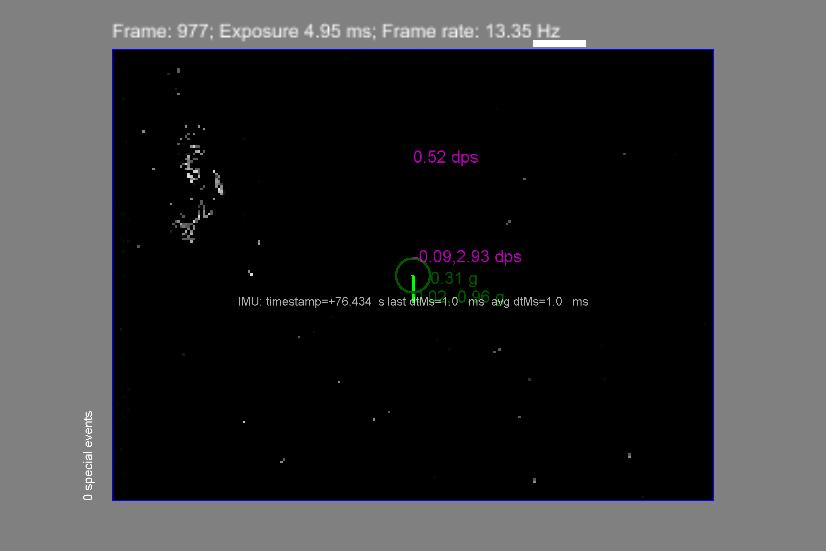 Frame: 977; Exposure 4.95 ms; Frame rate: 13.35 Hz
0.52 dps
-0.09,2.93 dps
0.31 g
0.96 g
IMU: timestamp=+76.434 s last dtMs=1.0 ms avg dtMs=1.0 ms
0 special events